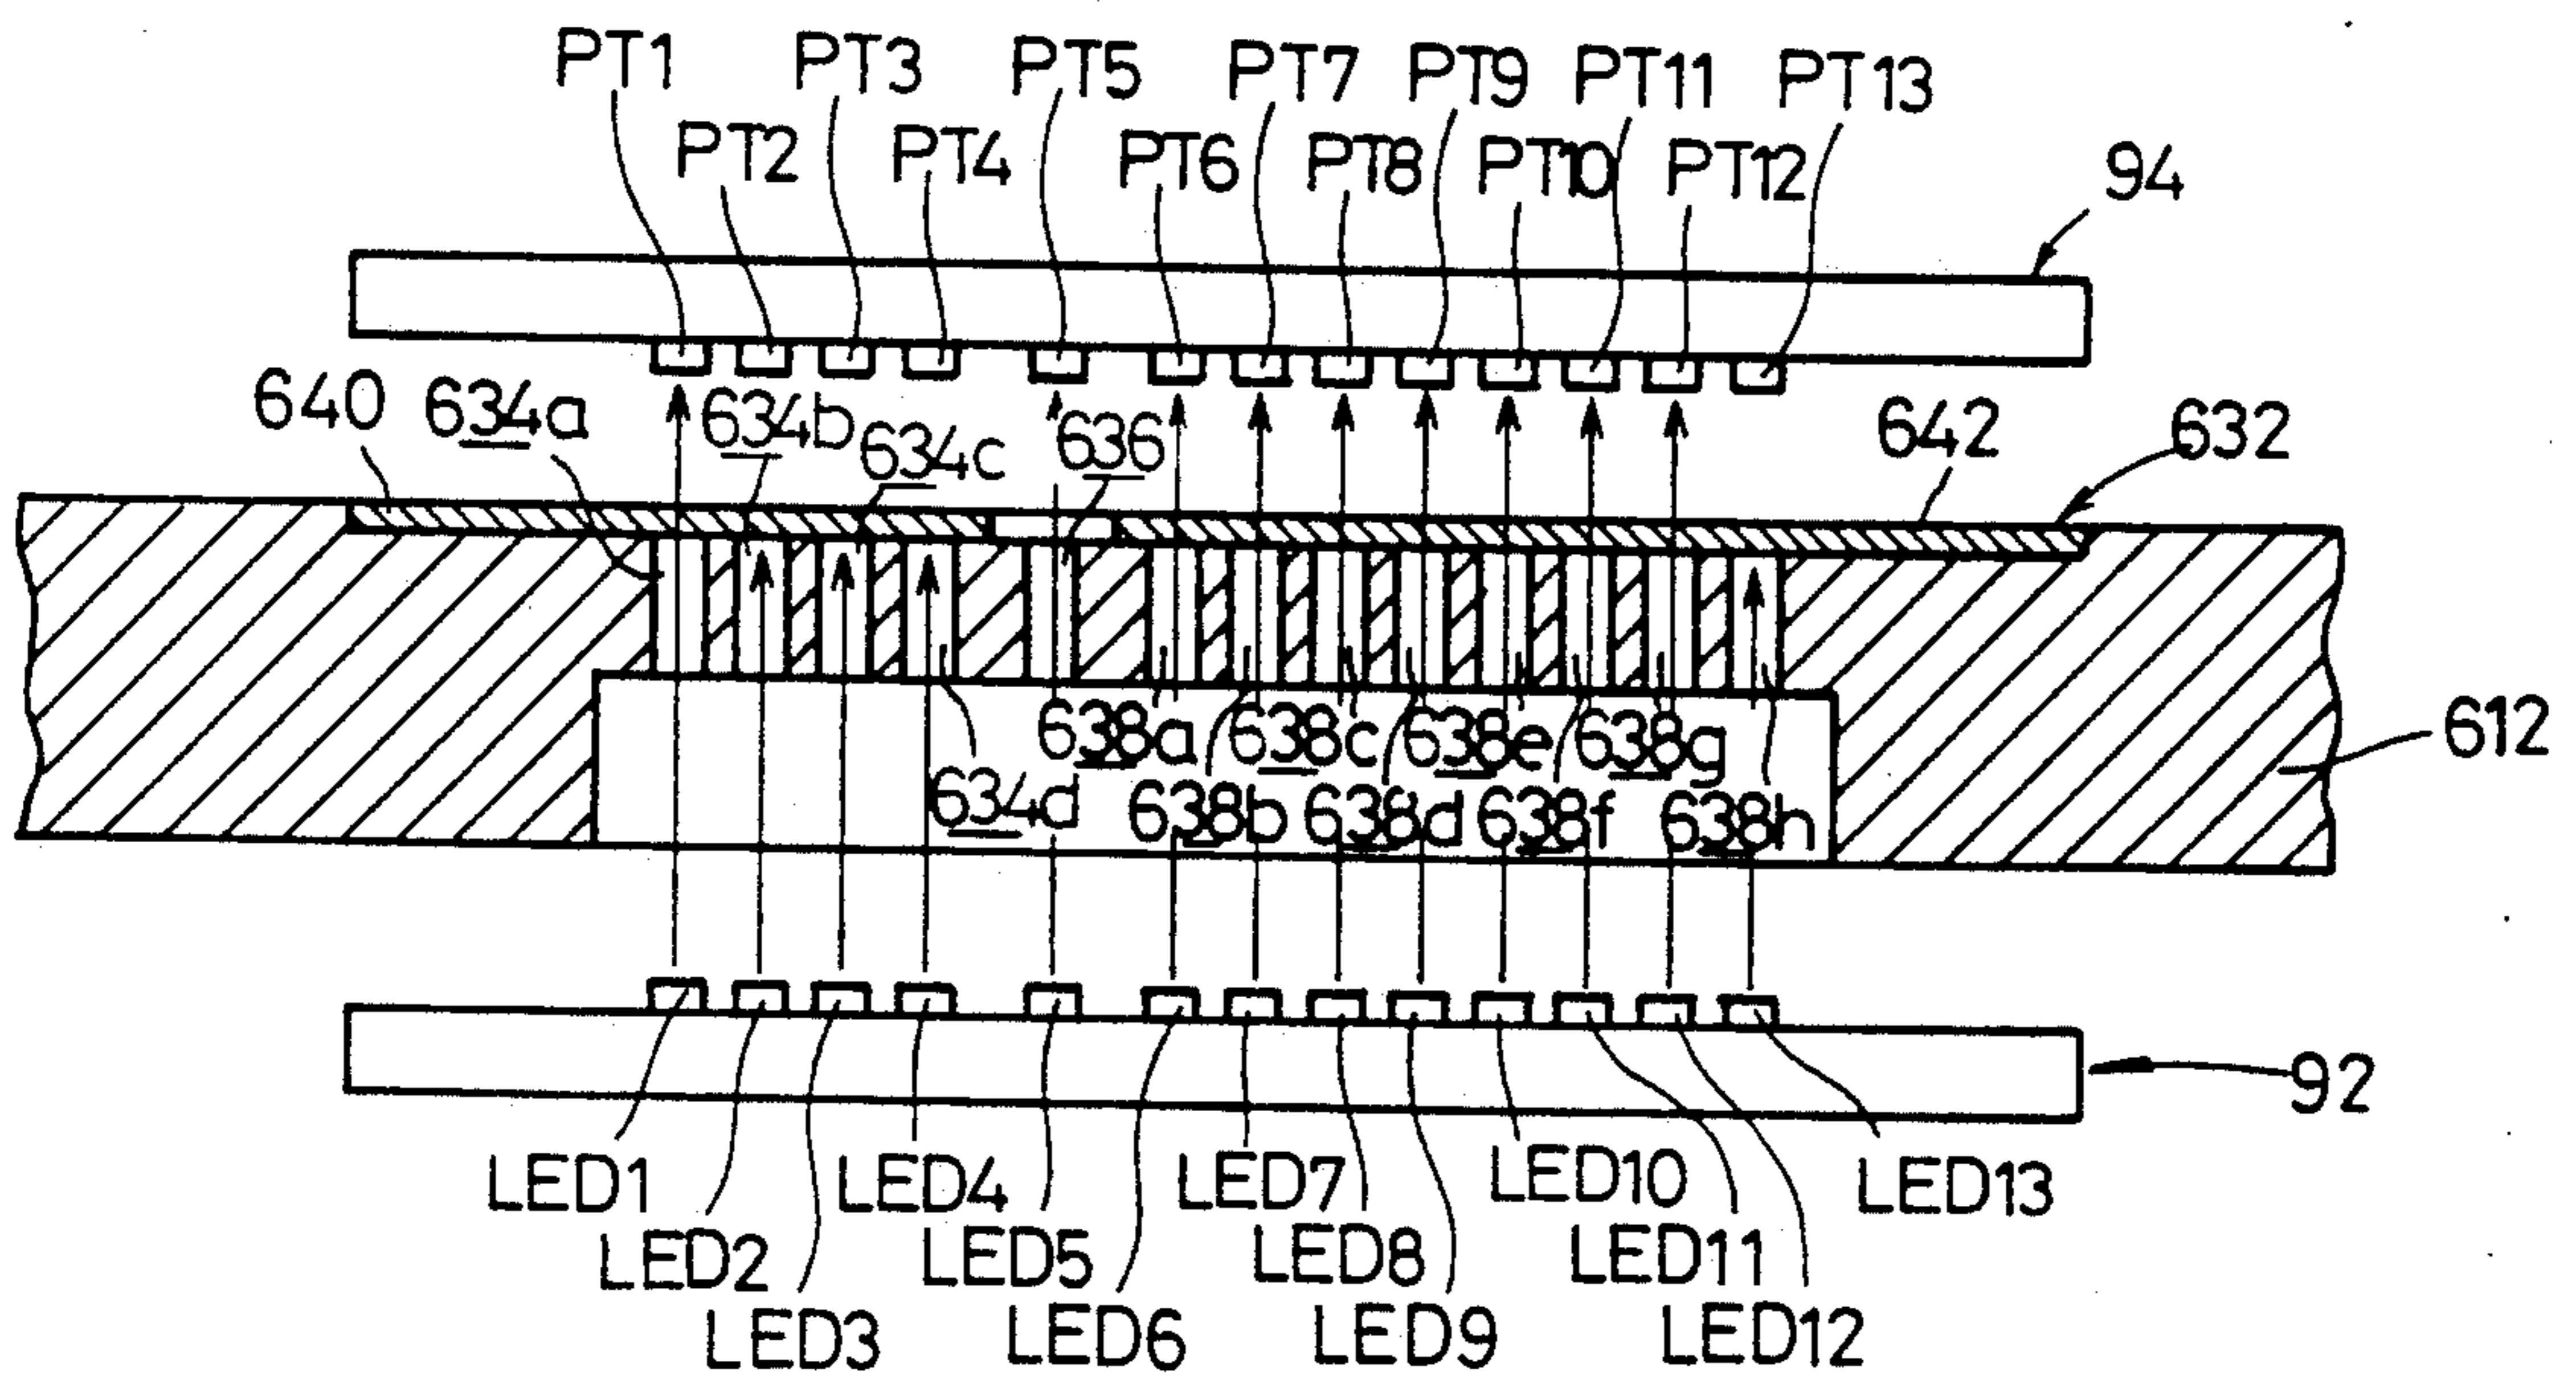 PT1 PT3 PT5 PT7 PT9 PT11 PT13
PT2 PT4 PT6 PT8 PT10 PT12 94
640 634a 634b 634c 636 642 632
638a 638c 638e 638g 612
634d 638b 638d 638f 638h
92
LED1 LED4 LED7 LED10 LED13
LED2 LED5 LED8 LED11
LED3 LED6 LED9 LED12